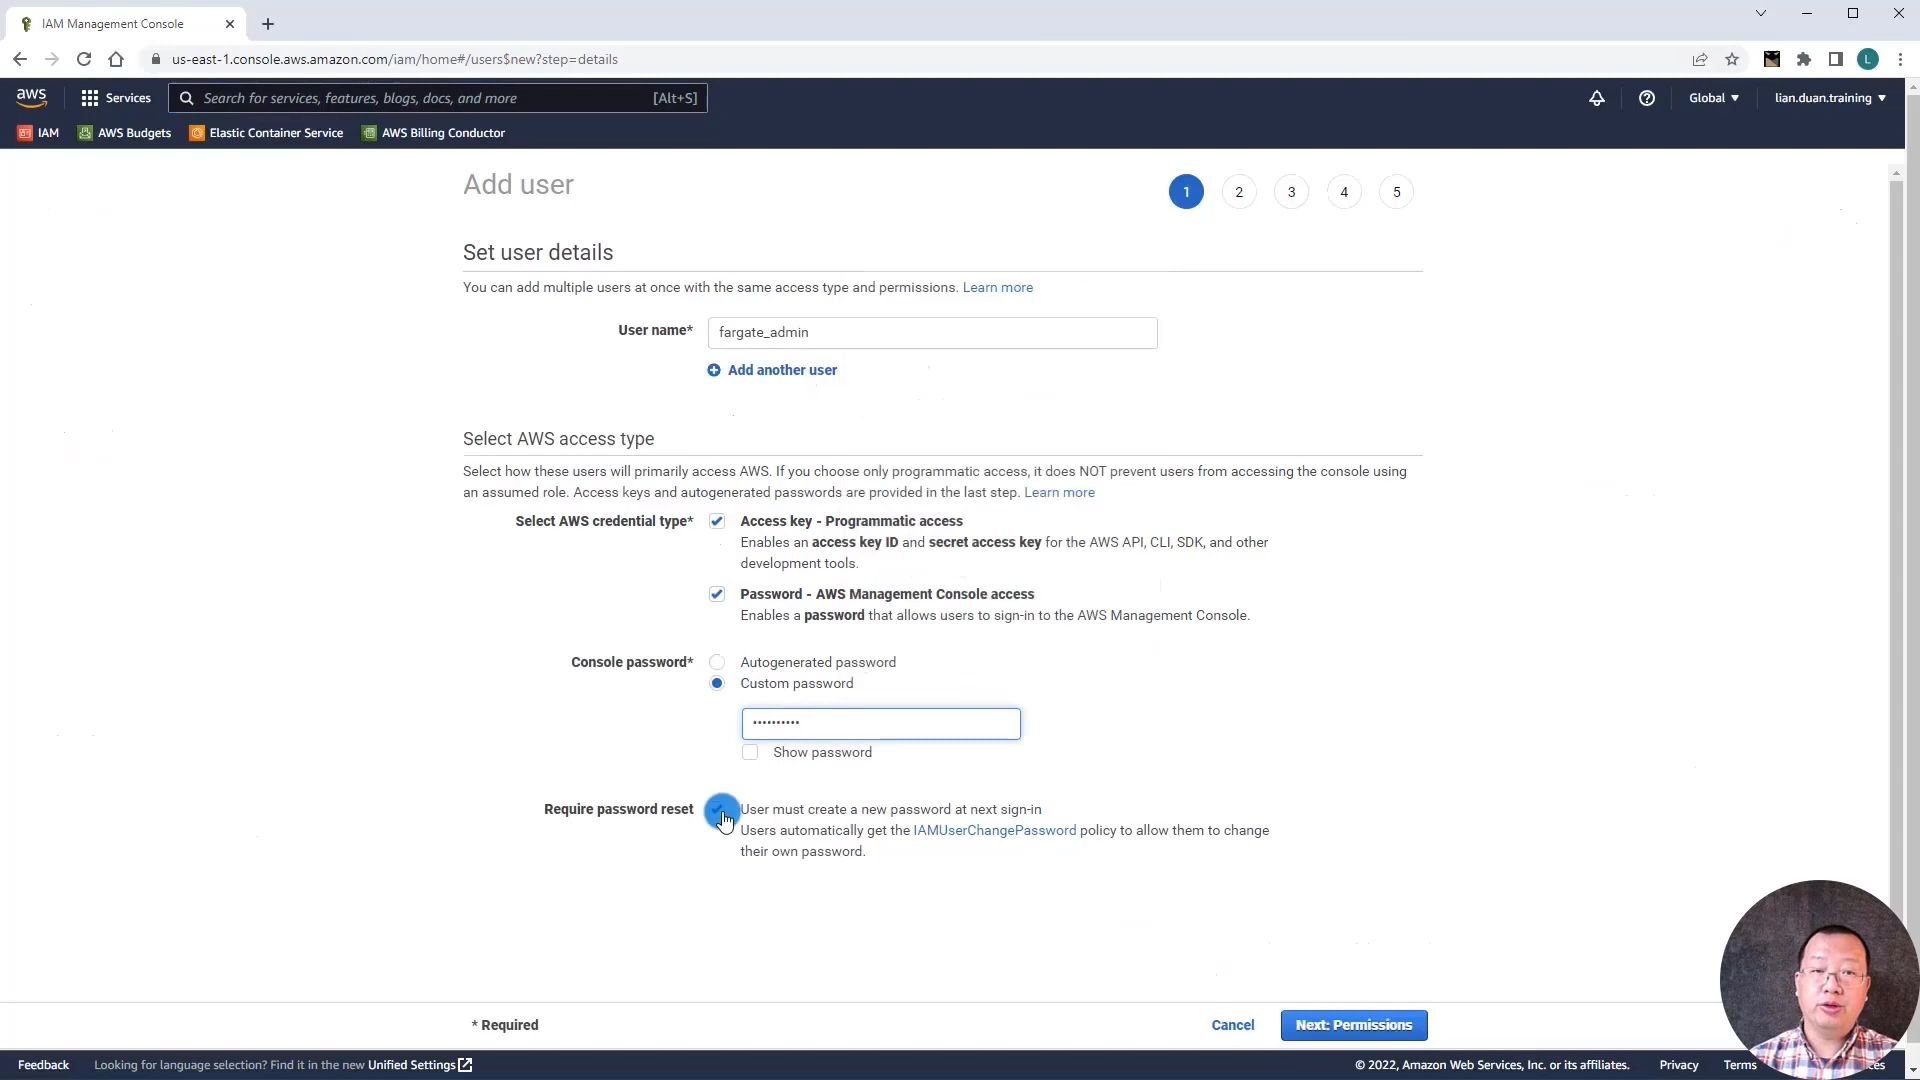 IAM Management Console
us-east-1.console.aws.amazon.com/iam/home#/users$new?step=details
L
aws
Services
Search for services, features, blogs, docs, and more [Alt+S]
Global
lian.duan.training
IAM
AWS Budgets
Elastic Container Service
AWS Billing Conductor
Add user
1 2 3 4 5
Set user details
You can add multiple users at once with the same access type and permissions. Learn more
User name* fargate_admin
Add another user
Select AWS access type
Select how these users will primarily access AWS. If you choose only programmatic access, it does NOT prevent users from accessing the console using
an assumed role. Access keys and autogenerated passwords are provided in the last step. Learn more
Select AWS credential type* Access key - Programmatic access
Enables an access key ID and secret access key for the AWS API, CLI, SDK, and other
development tools.
Password - AWS Management Console access
Enables a password that allows users to sign-in to the AWS Management Console.
Console password* Autogenerated password
Custom password
••••••••••
Show password
Require password reset User must create a new password at next sign-in
Users automatically get the IAMUserChangePassword policy to allow them to change
their own password.
* Required
Cancel
Next: Permissions
Feedback
Looking for language selection? Find it in the new Unified Settings
© 2022, Amazon Web Services, Inc. or its affiliates.
Privacy
Terms